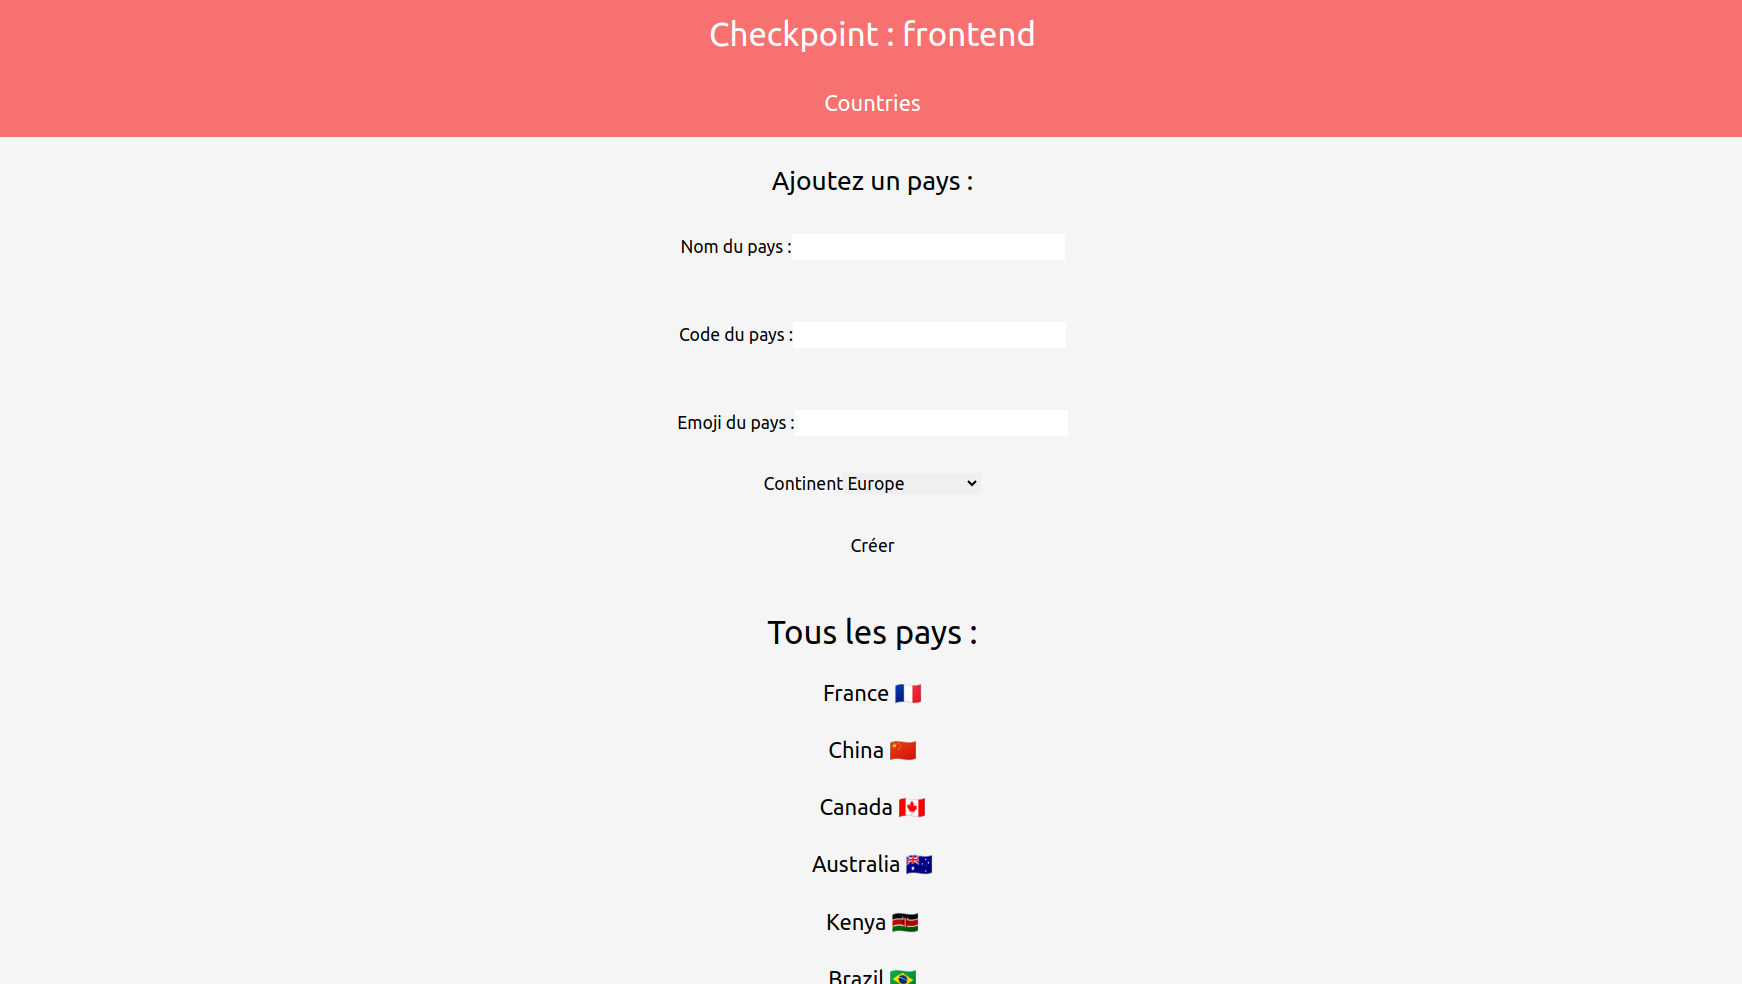 Checkpoint : frontend
Countries
Ajoutez un pays :
Nom du pays :
Code du pays :
Emoji du pays :
Continent Europe
Créer
Tous les pays :
France 🇫🇷
China 🇨🇳
Canada 🇨🇦
Australia 🇦🇺
Kenya 🇰🇪
Brazil 🇧🇷